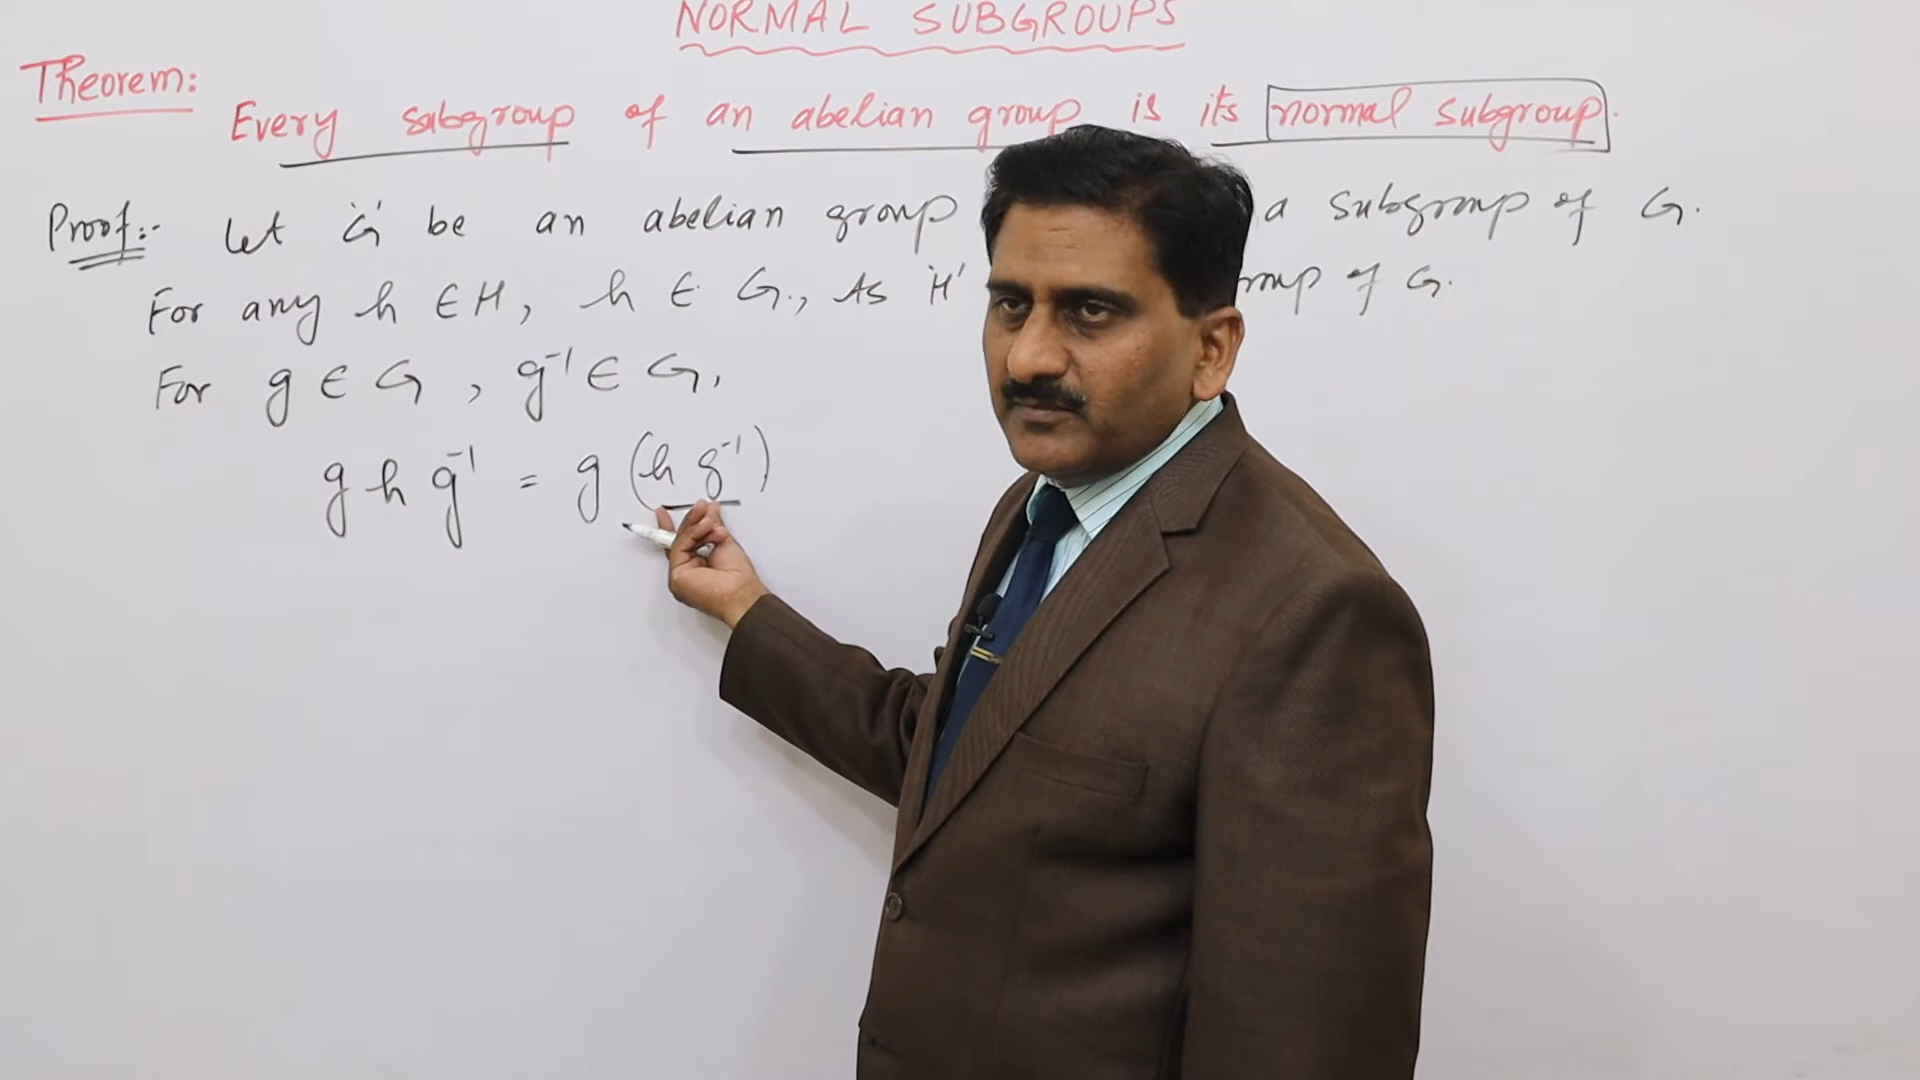 NORMAL SUBGROUPS
Theorem:
Every subgroup of an abelian group is its normal subgroup.
Proof:- Let 'G' be an abelian group a subgroup of G.
For any h ∈ H, h ∈ G., As 'H' of G.
For g ∈ G, g⁻¹ ∈ G,
g h g⁻¹ = g (h g⁻¹)